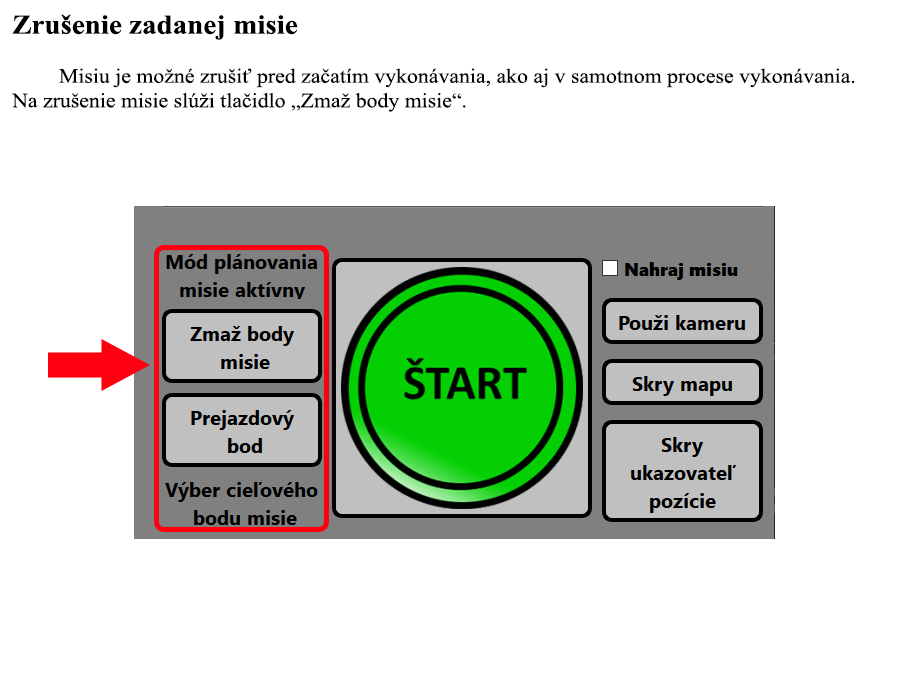 Zrušenie zadanej misie
Misiu je možné zrušiť pred začatím vykonávania, ako aj v samotnom procese vykonávania.
Na zrušenie misie slúži tlačidlo „Zmaž body misie“.
Mód plánovania
misie aktívny
Zmaž body
misie
Prejazdový
bod
Výber cieľového
bodu misie
ŠTART
Nahraj misiu
Použi kameru
Skry mapu
Skry
ukazovateľ
pozície